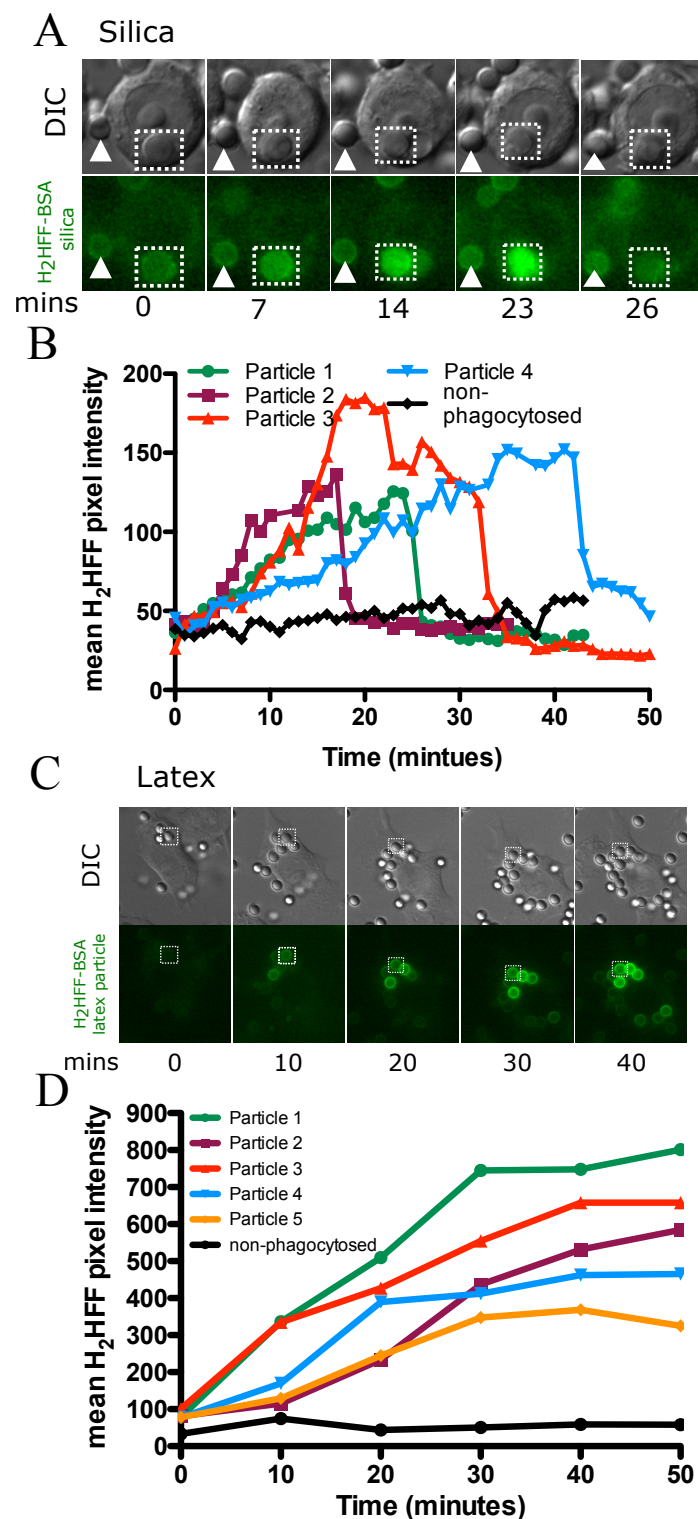 A Silica
DIC
H2HFF-BSA
silica
mins 0 7 14 23 26
B
mean H2HFF pixel intensity
200
150
100
50
0
Particle 1
Particle 2
Particle 3
Particle 4
non-
phagocytosed
0 10 20 30 40 50
Time (mintues)
C Latex
DIC
H2HFF-BSA
latex particle
mins 0 10 20 30 40
D
mean H2HFF pixel intensity
900
800
700
600
500
400
300
200
100
0
Particle 1
Particle 2
Particle 3
Particle 4
Particle 5
non-phagocytosed
0 10 20 30 40 50
Time (minutes)